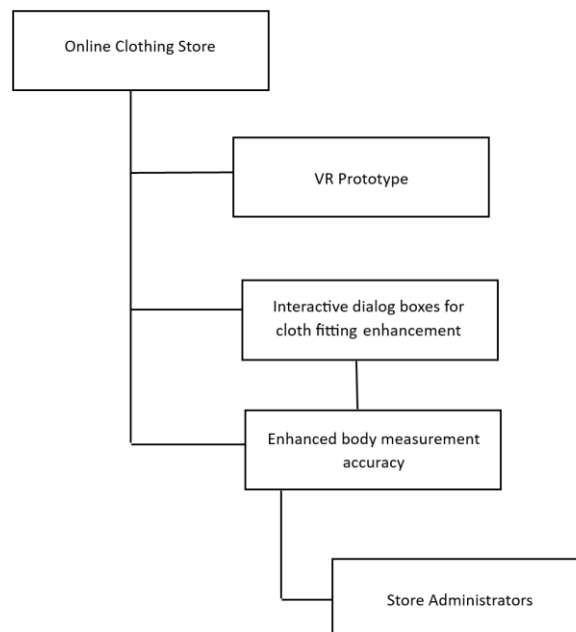 Online Clothing Store
VR Prototype
Interactive dialog boxes for
cloth fitting enhancement
Enhanced body measurement
accuracy
Store Administrators